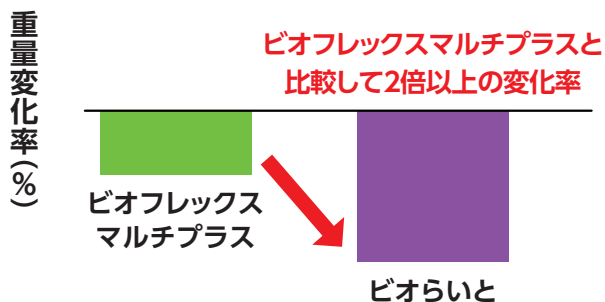 重量変化率(%)
ビオフレックスマルチプラスと
比較して2倍以上の変化率
ビオフレックス
マルチプラス
ビオらいと